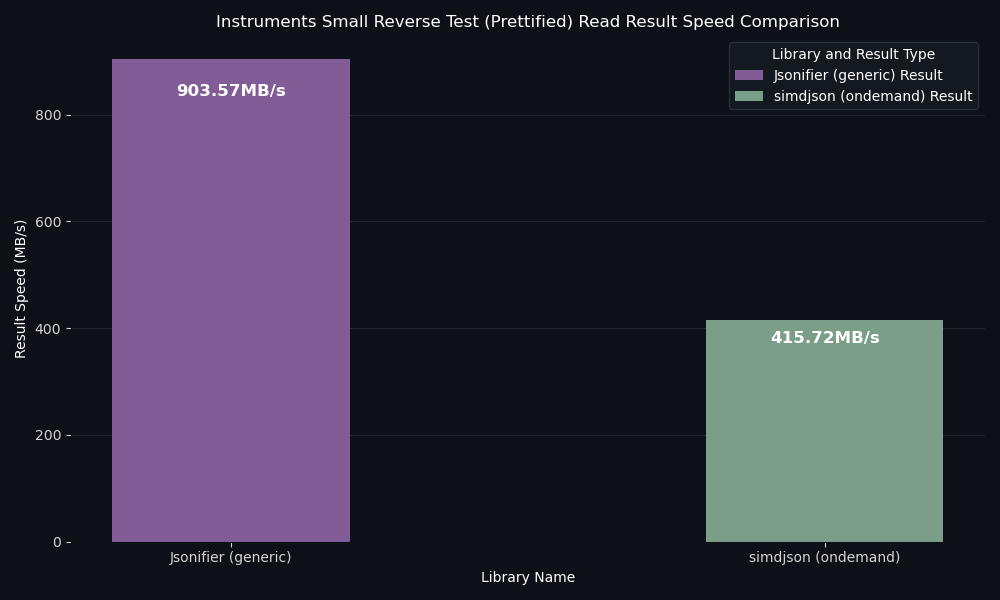 Instruments Small Reverse Test (Prettified) Read Result Speed Comparison
Library and Result Type
Jsonifier (generic) Result
simdjson (ondemand) Result
903.57MB/s
415.72MB/s
Result Speed (MB/s)
800
600
400
200
0
Jsonifier (generic)
simdjson (ondemand)
Library Name